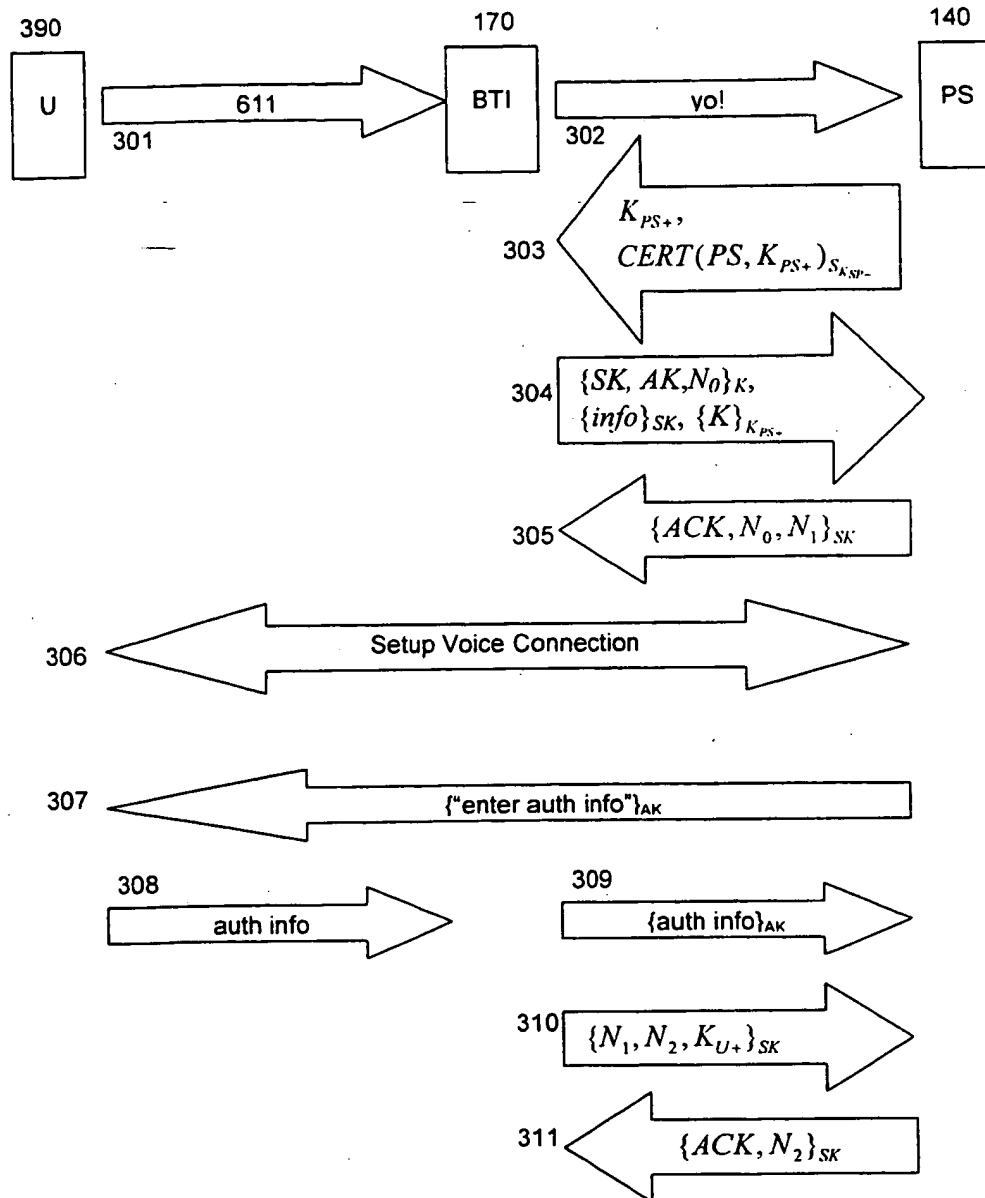 390 170 140
U 611 BTI yo! PS
301 302
303 K_{PS+},
CERT(PS, K_{PS+})_{S_{K_{SP-}}}
304 {SK, AK,N_0}_K,
{info}_{SK}, {K}_{K_{PS+}}
305 {ACK, N_0, N_1}_{SK}
306 Setup Voice Connection
307 {"enter auth info"}_{AK}
308 309
auth info {auth info}_{AK}
310 {N_1, N_2, K_{U+}}_{SK}
311 {ACK, N_2}_{SK}